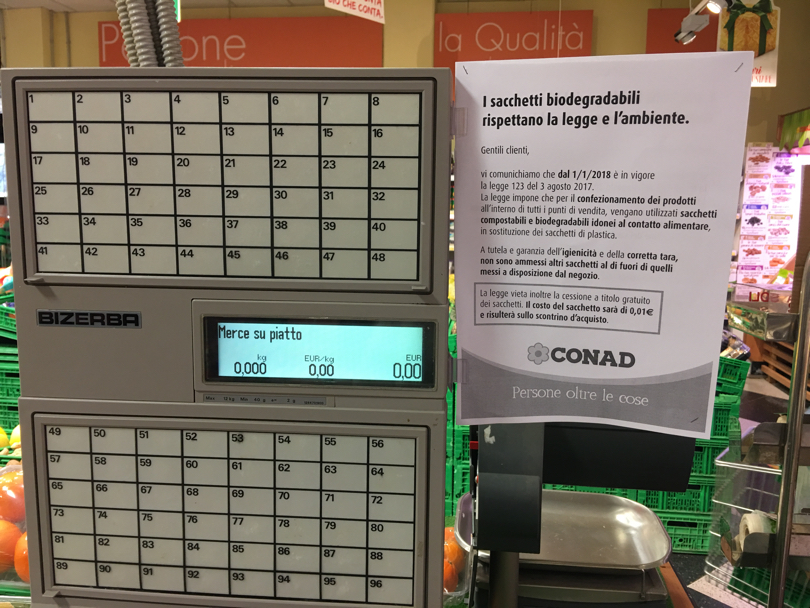 Persone
la Qualità
CHE CONTA.
1 2 3 4 5 6 7 8
9 10 11 12 13 14 15 16
17 18 19 20 21 22 23 24
25 26 27 28 29 30 31 32
33 34 35 36 37 38 39 40
41 42 43 44 45 46 47 48
BIZERBA
Merce su piatto
kg EUR/kg EUR
0,000 0,00 0,00
49 50 51 52 53 54 55 56
57 58 59 60 61 62 63 64
65 66 67 68 69 70 71 72
73 74 75 76 77 78 79 80
81 82 83 84 85 86 87 88
89 90 91 92 93 94 95 96
I sacchetti biodegradabili
rispettano la legge e l'ambiente.
Gentili clienti,
vi comunichiamo che dal 1/1/2018 è in vigore
la legge 123 del 3 agosto 2017.
La legge impone che per il confezionamento dei prodotti
all'interno di tutti i punti di vendita, vengano utilizzati sacchetti
compostabili e biodegradabili idonei al contatto alimentare,
in sostituzione dei sacchetti di plastica.
A tutela e garanzia dell'igienicità e della corretta tara,
non sono ammessi altri sacchetti al di fuori di quelli
messi a disposizione dal negozio.
La legge vieta inoltre la cessione a titolo gratuito
dei sacchetti. Il costo del sacchetto sarà di 0,01€
e risulterà sullo scontrino d'acquisto.
CONAD
Persone oltre le cose